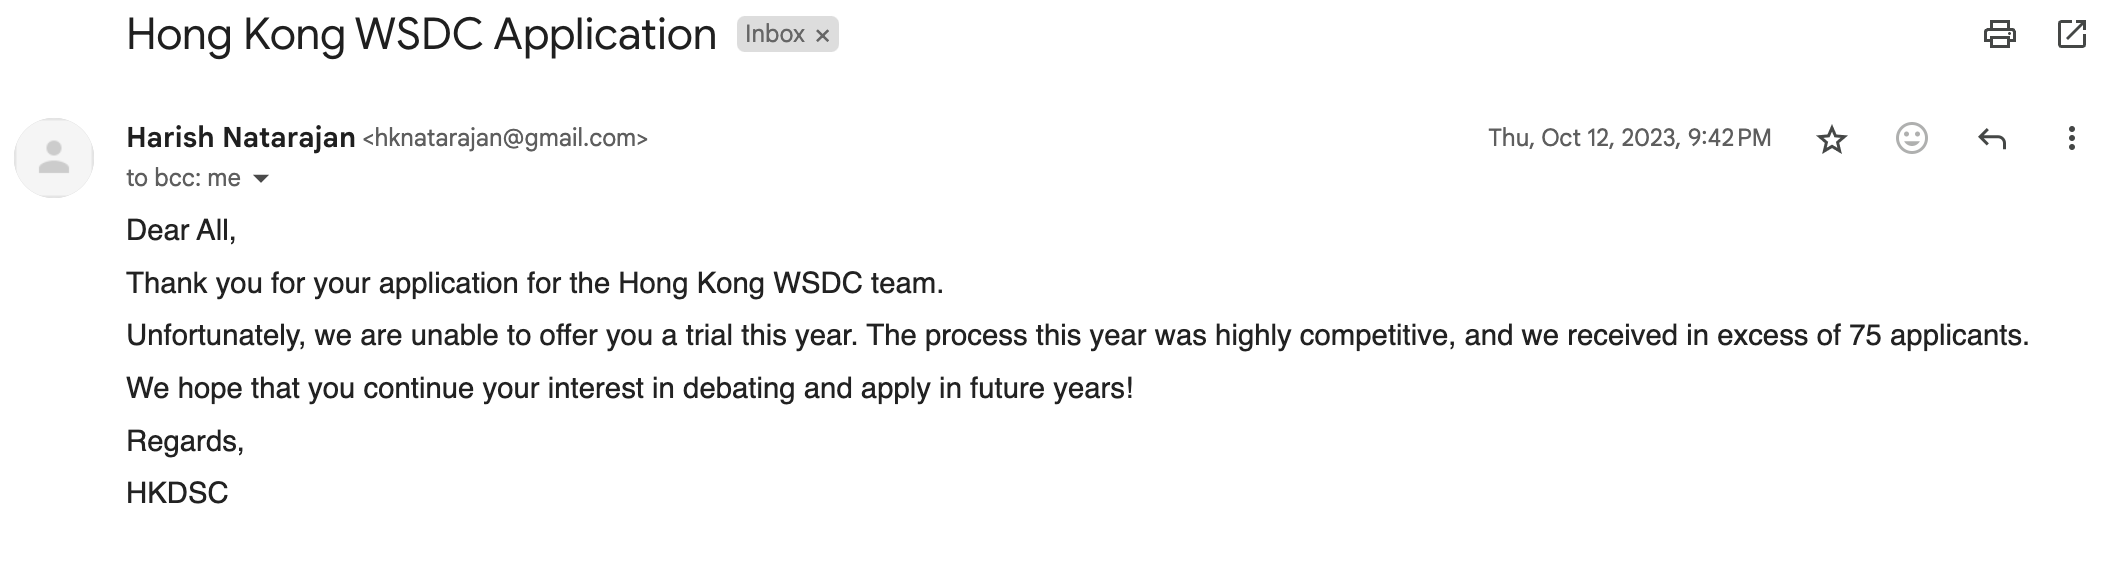 Hong Kong WSDC Application Inbox ×
Harish Natarajan <hknatarajan@gmail.com> Thu, Oct 12, 2023, 9:42 PM
to bcc: me
Dear All,
Thank you for your application for the Hong Kong WSDC team.
Unfortunately, we are unable to offer you a trial this year. The process this year was highly competitive, and we received in excess of 75 applicants.
We hope that you continue your interest in debating and apply in future years!
Regards,
HKDSC